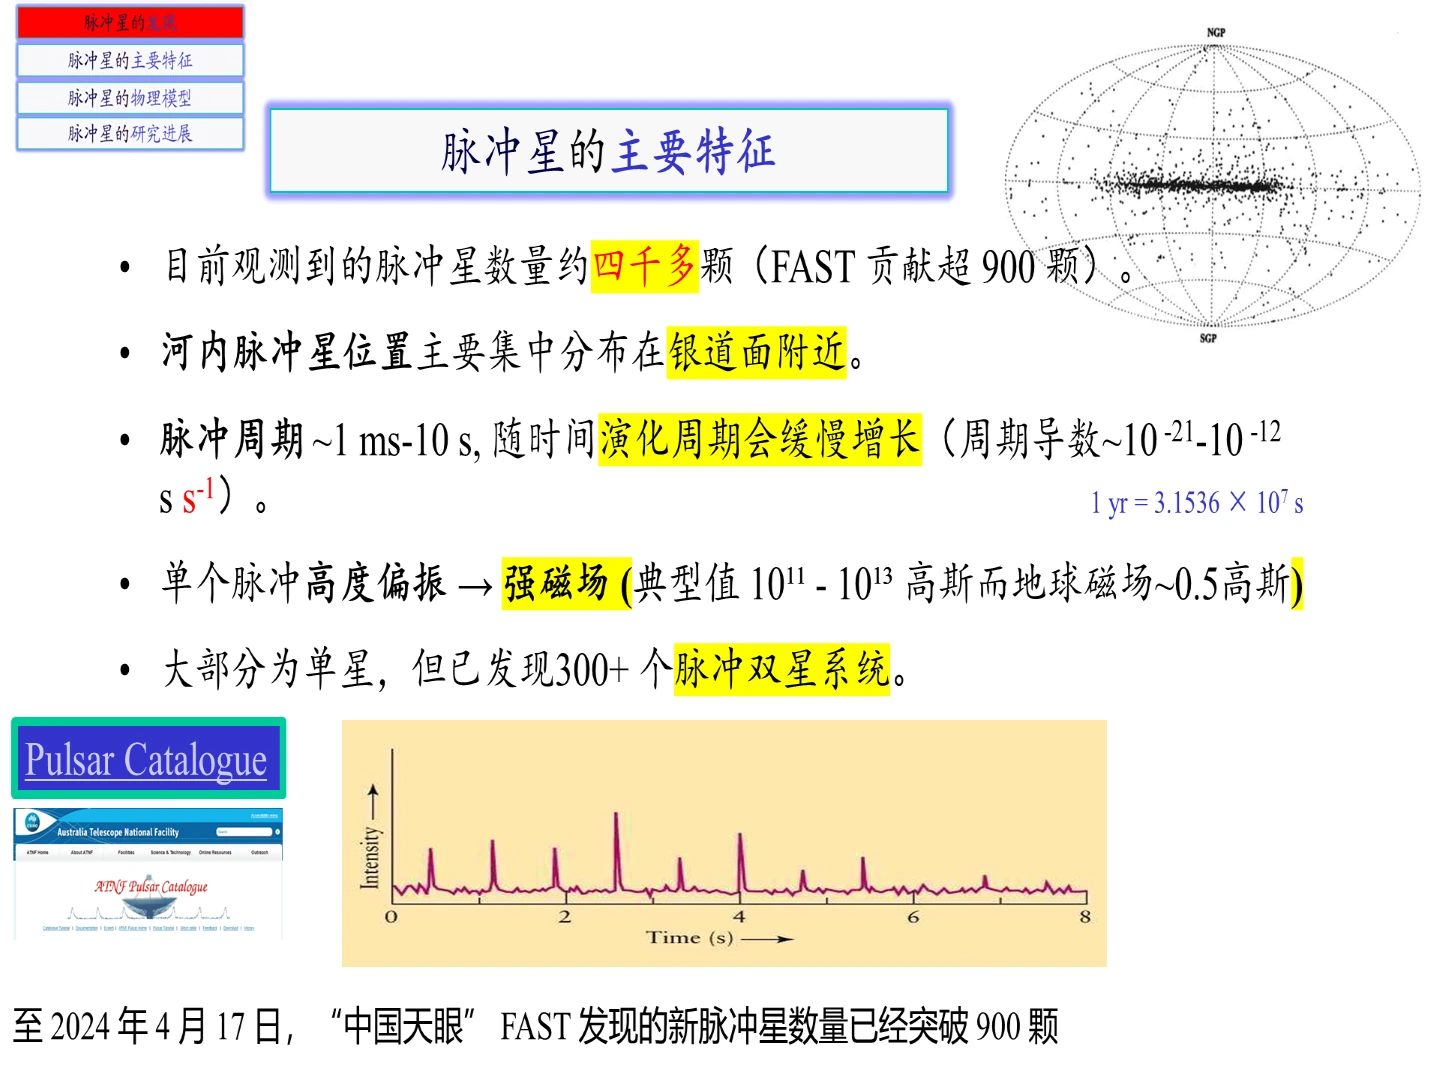 脉冲星的发现
脉冲星的主要特征
脉冲星的物理模型
脉冲星的研究进展
脉冲星的主要特征
NGP
SGP
• 目前观测到的脉冲星数量约四千多颗（FAST 贡献超 900 颗）。
• 河内脉冲星位置主要集中分布在银道面附近。
• 脉冲周期 ~1 ms-10 s, 随时间演化周期会缓慢增长（周期导数~10 -21-10 -12
s s-1）。
1 yr = 3.1536 × 10⁷ s
• 单个脉冲高度偏振 → 强磁场 (典型值 10¹¹ - 10¹³ 高斯而地球磁场~0.5高斯)
• 大部分为单星，但已发现300+ 个脉冲双星系统。
Pulsar Catalogue
Australia Telescope National Facility
ATNF Home About ATNF Facilities Science & Technology Online Resources Outreach
ATNF Pulsar Catalogue
Intensity
0 2 4 6 8
Time (s)
至 2024 年 4 月 17 日，“中国天眼” FAST 发现的新脉冲星数量已经突破 900 颗